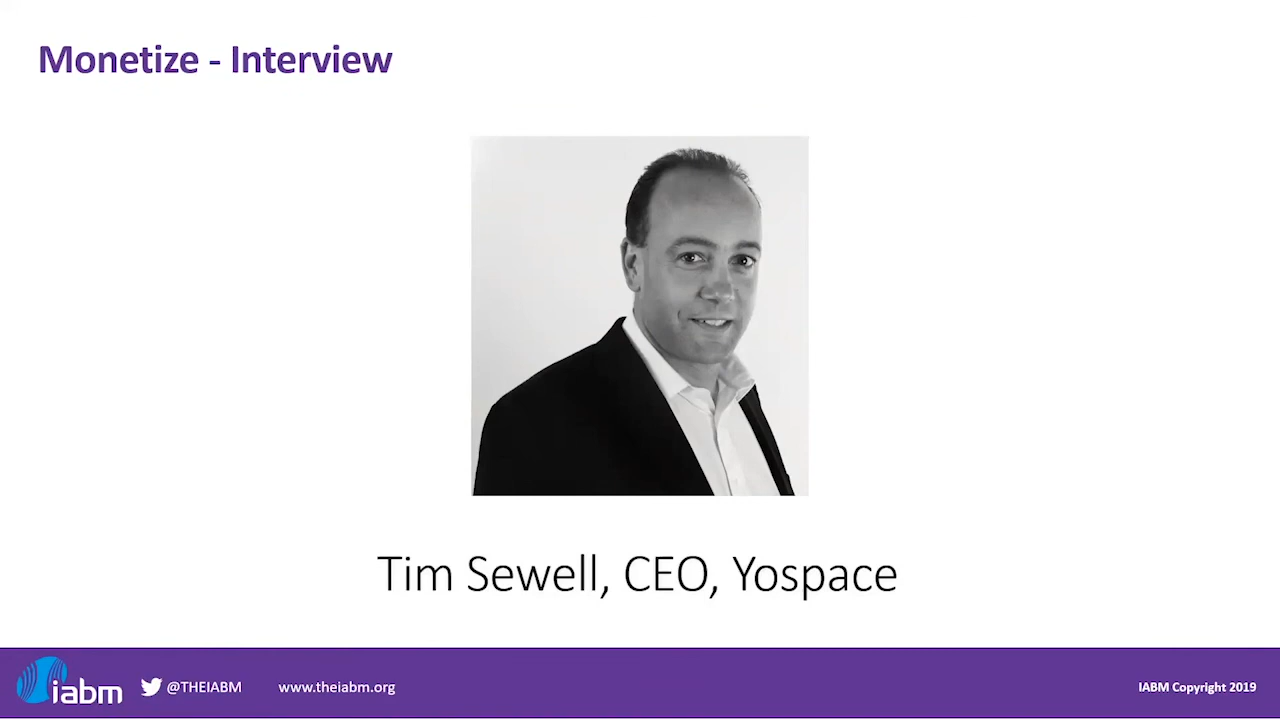 Monetize - Interview
Tim Sewell, CEO, Yospace
iabm
@THEIABM
www.theiabm.org
IABM Copyright 2019